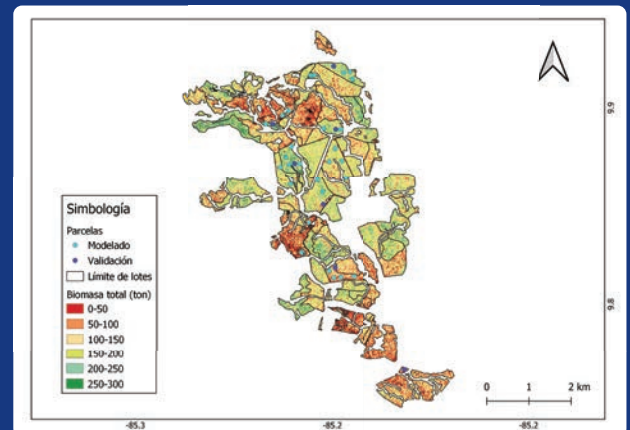 9.9
Simbología
Parcelas
Modelado
Validación
Límite de lotes
Biomasa total (ton)
0-50
50-100
100-150
150-200
200-250
250-300
9.8
0 1 2 km
-85.3 -85.2 -85.2